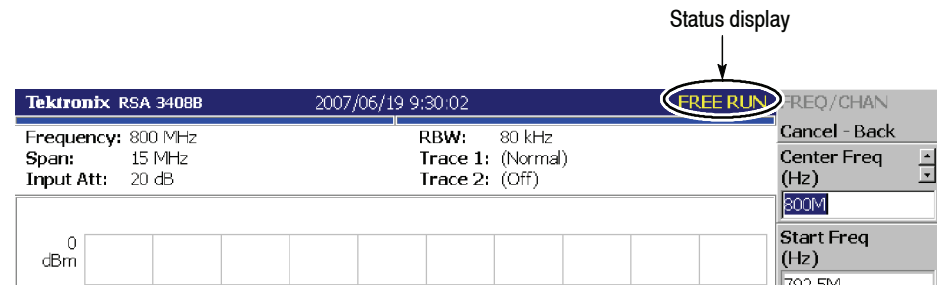 Status display
Tektronix RSA 3408B 2007/06/19 9:30:02 FREE RUN FREQ/CHAN
Cancel - Back
Frequency: 800 MHz RBW: 80 kHz
Span: 15 MHz Trace 1: (Normal)
Input Att: 20 dB Trace 2: (Off)
Center Freq
(Hz)
800M
Start Freq
(Hz)
792.5M
0
dBm